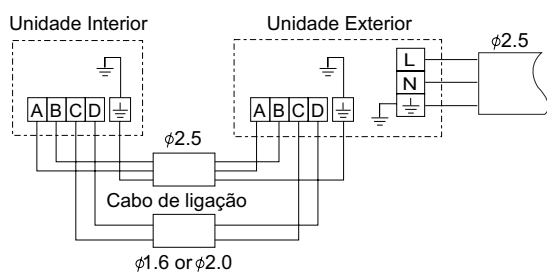 Unidade Interior
Unidade Exterior
ϕ2.5
L
N
A B C D
A B C D
ϕ2.5
Cabo de ligação
ϕ1.6 or ϕ2.0